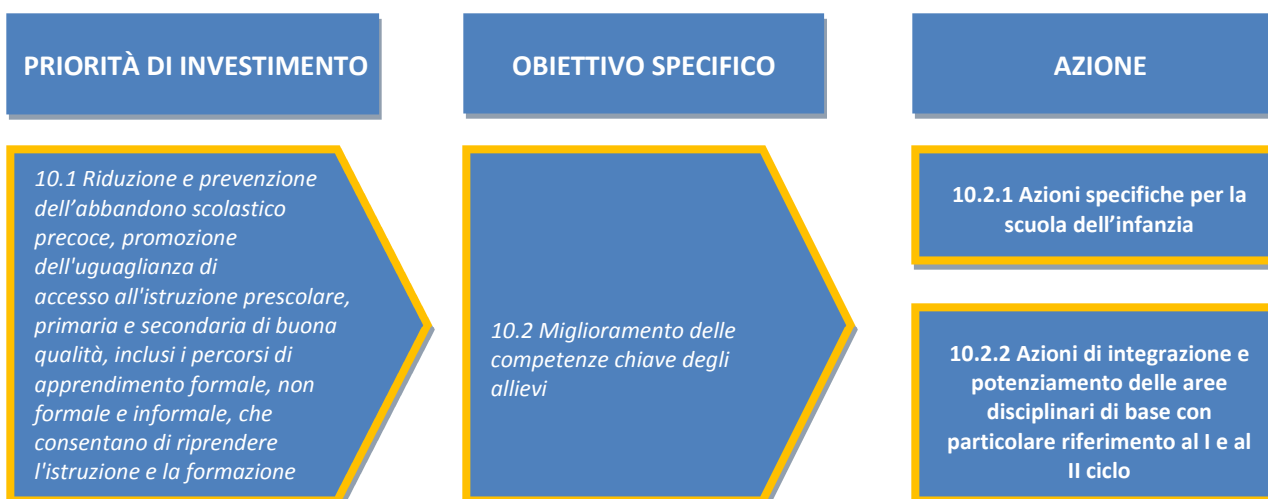 PRIORITÀ DI INVESTIMENTO
OBIETTIVO SPECIFICO
AZIONE
10.1 Riduzione e prevenzione
dell’abbandono scolastico
precoce, promozione
dell'uguaglianza di
accesso all'istruzione prescolare,
primaria e secondaria di buona
qualità, inclusi i percorsi di
apprendimento formale, non
formale e informale, che
consentano di riprendere
l'istruzione e la formazione
10.2 Miglioramento delle
competenze chiave degli
allievi
10.2.1 Azioni specifiche per la
scuola dell’infanzia
10.2.2 Azioni di integrazione e
potenziamento delle aree
disciplinari di base con
particolare riferimento al I e al
II ciclo